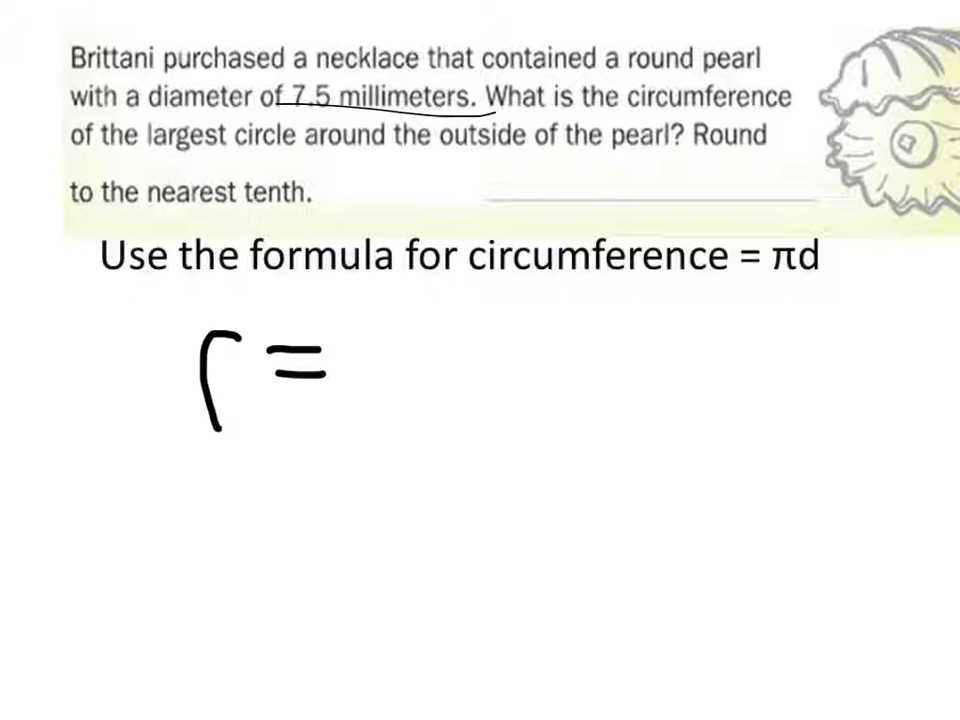 Brittani purchased a necklace that contained a round pearl
with a diameter of 7.5 millimeters. What is the circumference
of the largest circle around the outside of the pearl? Round
to the nearest tenth.
Use the formula for circumference = πd
r =